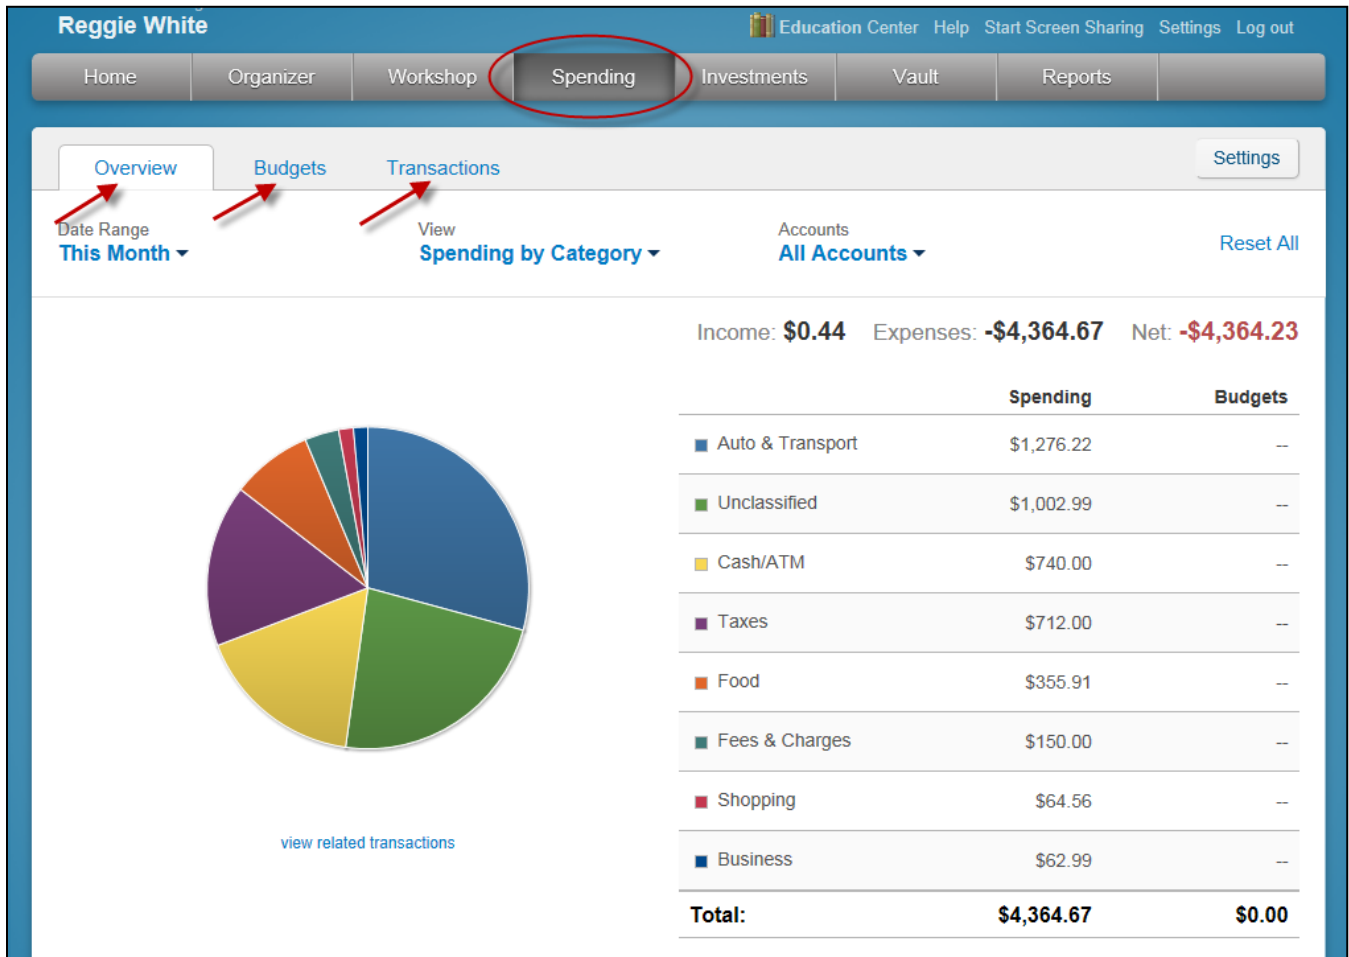 Reggie White
Education Center Help Start Screen Sharing Settings Log out
Home Organizer Workshop Spending Investments Vault Reports
Overview Budgets Transactions Settings
Date Range View Accounts
This Month Spending by Category All Accounts Reset All
Income: $0.44 Expenses: -$4,364.67 Net: -$4,364.23
Spending Budgets
Auto & Transport $1,276.22 --
Unclassified $1,002.99 --
Cash/ATM $740.00 --
Taxes $712.00 --
Food $355.91 --
Fees & Charges $150.00 --
Shopping $64.56 --
view related transactions
Business $62.99 --
Total: $4,364.67 $0.00